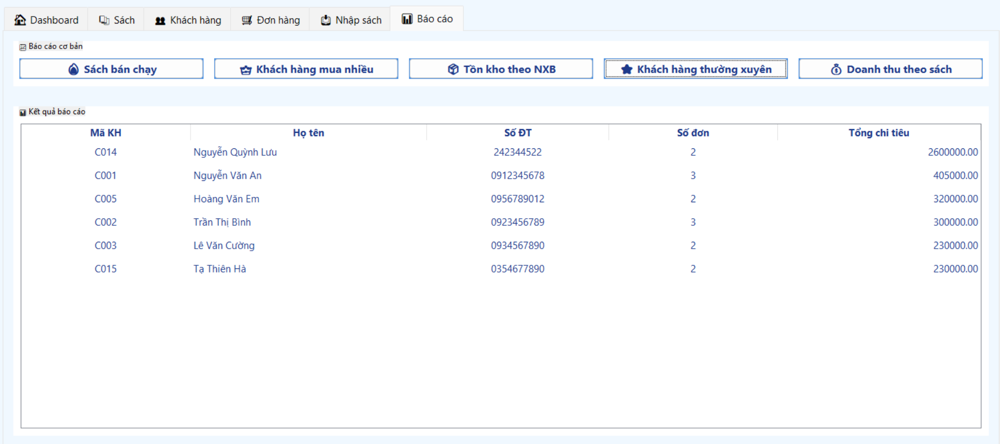 Dashboard Sách Khách hàng Đơn hàng Nhập sách Báo cáo
Báo cáo cơ bản
Sách bán chạy Khách hàng mua nhiều Tồn kho theo NXB Khách hàng thường xuyên Doanh thu theo sách
Kết quả báo cáo
Mã KH Họ tên Số ĐT Số đơn Tổng chi tiêu
C014 Nguyễn Quỳnh Lưu 242344522 2 2600000.00
C001 Nguyễn Văn An 0912345678 3 405000.00
C005 Hoàng Văn Em 0956789012 2 320000.00
C002 Trần Thị Bình 0923456789 3 300000.00
C003 Lê Văn Cường 0934567890 2 230000.00
C015 Tạ Thiên Hà 0354677890 2 230000.00